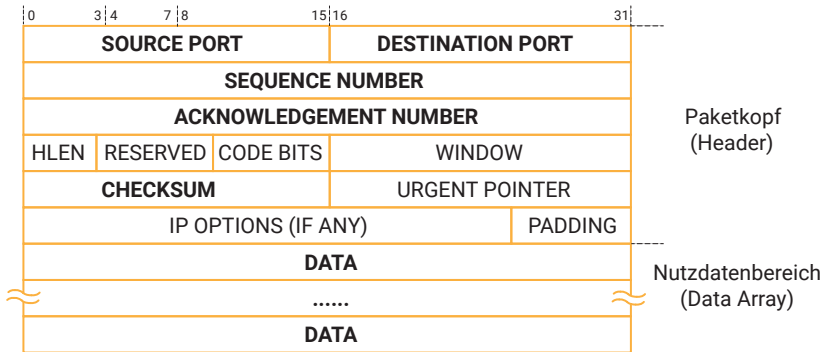 0 3 4 7 8 15 16 31
SOURCE PORT DESTINATION PORT
SEQUENCE NUMBER
ACKNOWLEDGEMENT NUMBER
HLEN RESERVED CODE BITS WINDOW
CHECKSUM URGENT POINTER
IP OPTIONS (IF ANY) PADDING
DATA
......
DATA
Paketkopf
(Header)
Nutzdatenbereich
(Data Array)